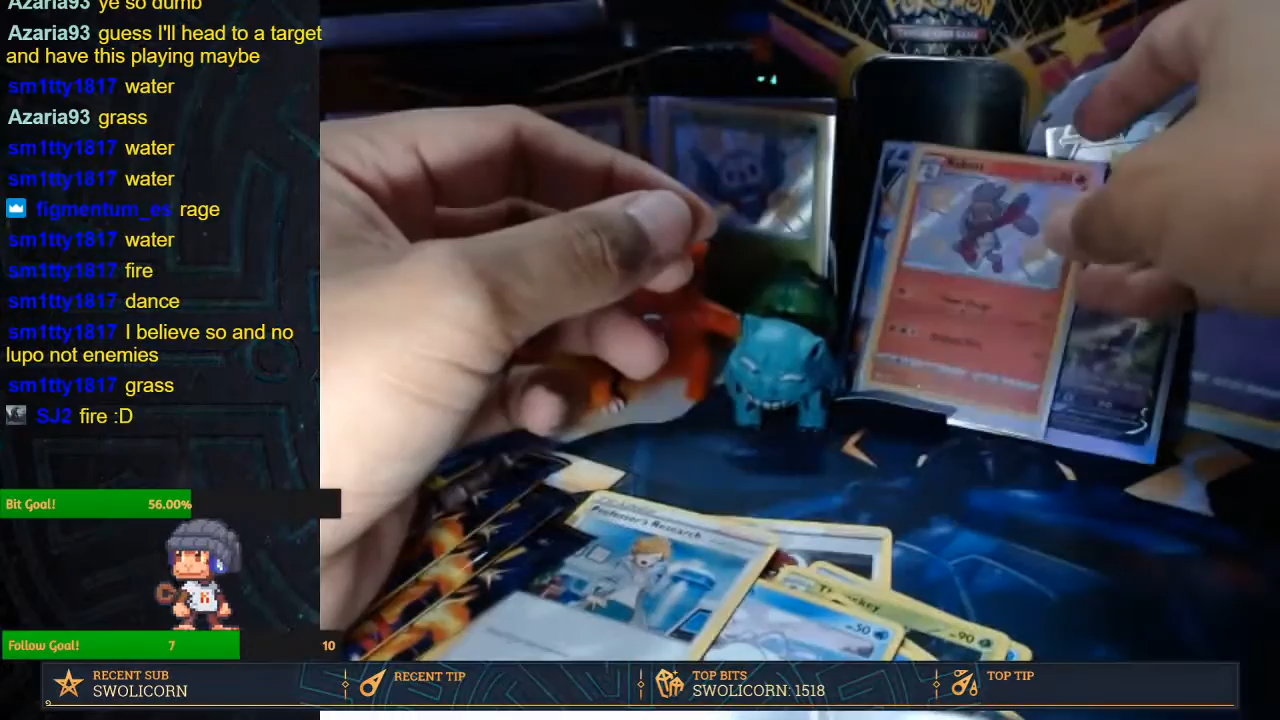 Azaria93 ye so dumb
Azaria93 guess I'll head to a target
and have this playing maybe
sm1tty1817 water
Azaria93 grass
sm1tty1817 water
sm1tty1817 water
figmentum_es rage
sm1tty1817 water
sm1tty1817 fire
sm1tty1817 dance
sm1tty1817 I believe so and no
lupo not enemies
sm1tty1817 grass
SJ2 fire :D
Bit Goal! 56.00%
Follow Goal! 7 10
POKÉMON
Professor's Research
50
90
RECENT SUB
SWOLICORN
RECENT TIP
TOP BITS
SWOLICORN: 1518
TOP TIP